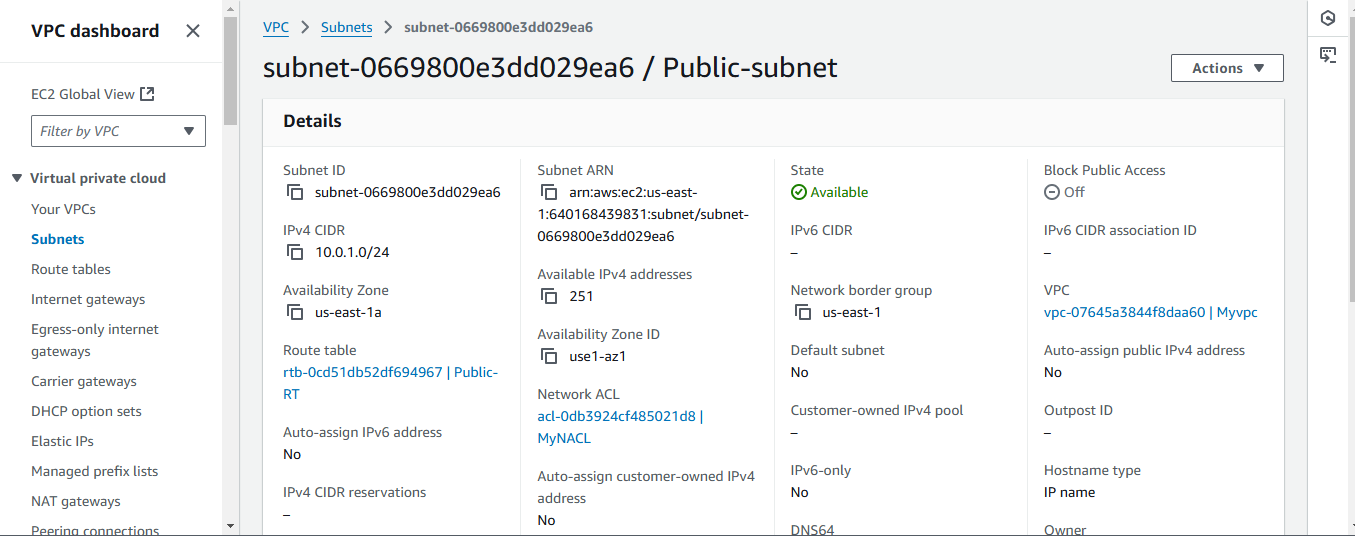 VPC dashboard
EC2 Global View
Filter by VPC
Virtual private cloud
Your VPCs
Subnets
Route tables
Internet gateways
Egress-only internet
gateways
Carrier gateways
DHCP option sets
Elastic IPs
Managed prefix lists
NAT gateways
Peering connections
VPC > Subnets > subnet-0669800e3dd029ea6
subnet-0669800e3dd029ea6 / Public-subnet
Actions
Details
Subnet ID
subnet-0669800e3dd029ea6
IPv4 CIDR
10.0.1.0/24
Availability Zone
us-east-1a
Route table
rtb-0cd51db52df694967 | Public-
RT
Auto-assign IPv6 address
No
IPv4 CIDR reservations
–
Subnet ARN
arn:aws:ec2:us-east-
1:640168439831:subnet/subnet-
0669800e3dd029ea6
Available IPv4 addresses
251
Availability Zone ID
use1-az1
Network ACL
acl-0db3924cf485021d8 |
MyNACL
Auto-assign customer-owned IPv4
address
No
State
Available
IPv6 CIDR
–
Network border group
us-east-1
Default subnet
No
Customer-owned IPv4 pool
–
IPv6-only
No
DNS64
Block Public Access
Off
IPv6 CIDR association ID
–
VPC
vpc-07645a3844f8daa60 | Myvpc
Auto-assign public IPv4 address
No
Outpost ID
–
Hostname type
IP name
Owner